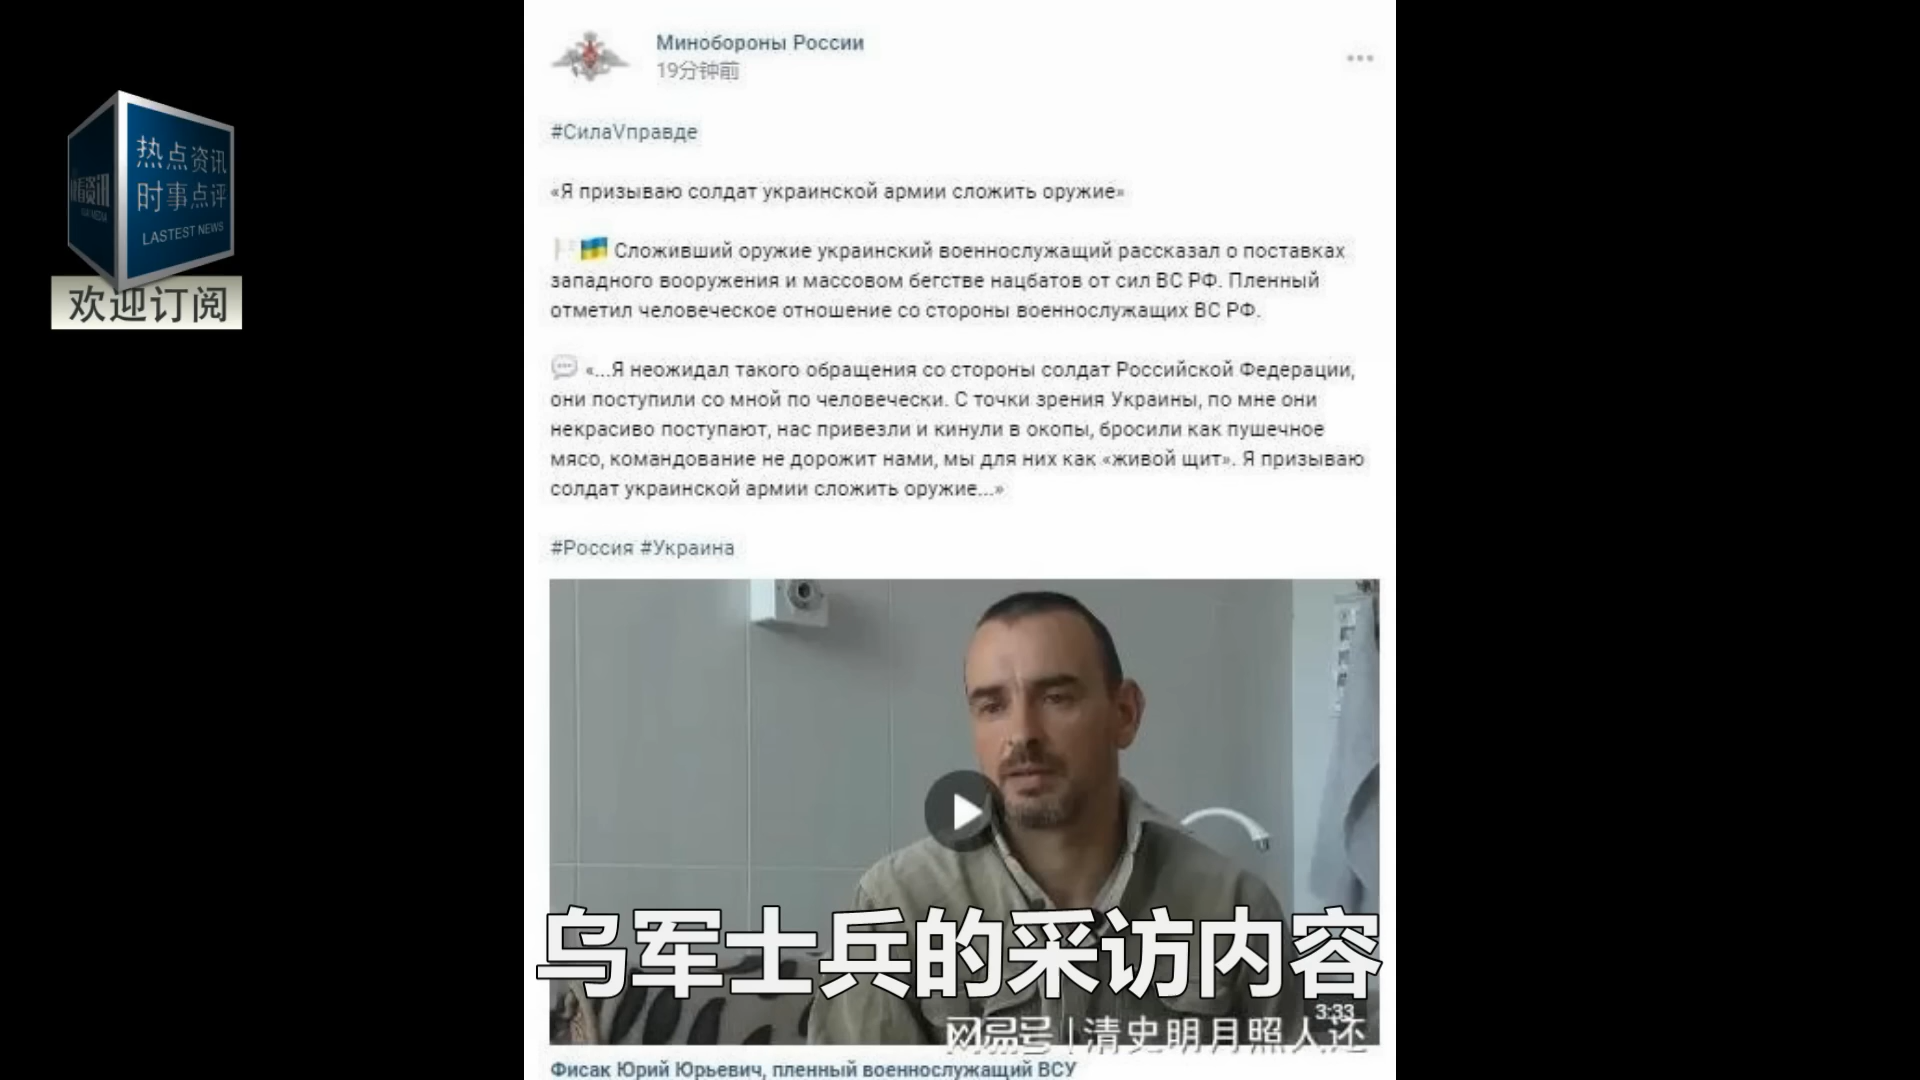 Минобороны России
19分钟前
#СилаVправде
«Я призываю солдат украинской армии сложить оружие»
Сложивший оружие украинский военнослужащий рассказал о поставках
западного вооружения и массовом бегстве нацбатов от сил ВС РФ. Пленный
отметил человеческое отношение со стороны военнослужащих ВС РФ.
«...Я неожидал такого обращения со стороны солдат Российской Федерации,
они поступили со мной по человечески. С точки зрения Украины, по мне они
некрасиво поступают, нас привезли и кинули в окопы, бросили как пушечное
мясо, командование не дорожит нами, мы для них как «живой щит». Я призываю
солдат украинской армии сложить оружие...»
#Россия #Украина
热点资讯
时事点评
LASTEST NEWS
欢迎订阅
乌军士兵的采访内容
3:33
网易号 | 清史明月照人还
Фисак Юрий Юрьевич, пленный военнослужащий ВСУ